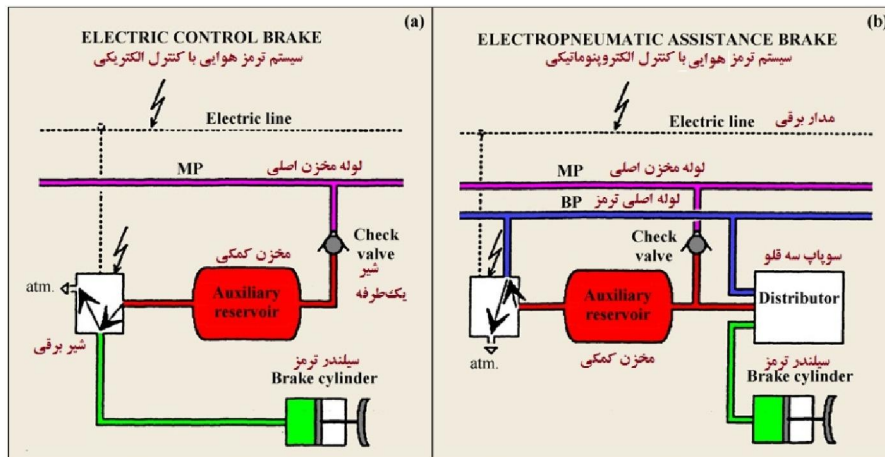 (a)
ELECTRIC CONTROL BRAKE
سیستم ترمز هوایی با کنترل الکتریکی
Electric line
MP
لوله مخزن اصلی
Check
valve
شیر
یک‌طرفه
مخزن کمکی
Auxiliary
reservoir
atm.
شیر برقی
سیلندر ترمز
Brake cylinder
(b)
ELECTROPNEUMATIC ASSISTANCE BRAKE
سیستم ترمز هوایی با کنترل الکتروپنوماتیکی
Electric line
مدار برقی
MP
لوله مخزن اصلی
BP
لوله اصلی ترمز
Check
valve
سوپاپ سه قلو
Distributor
Auxiliary
reservoir
مخزن کمکی
atm.
سیلندر ترمز
Brake cylinder